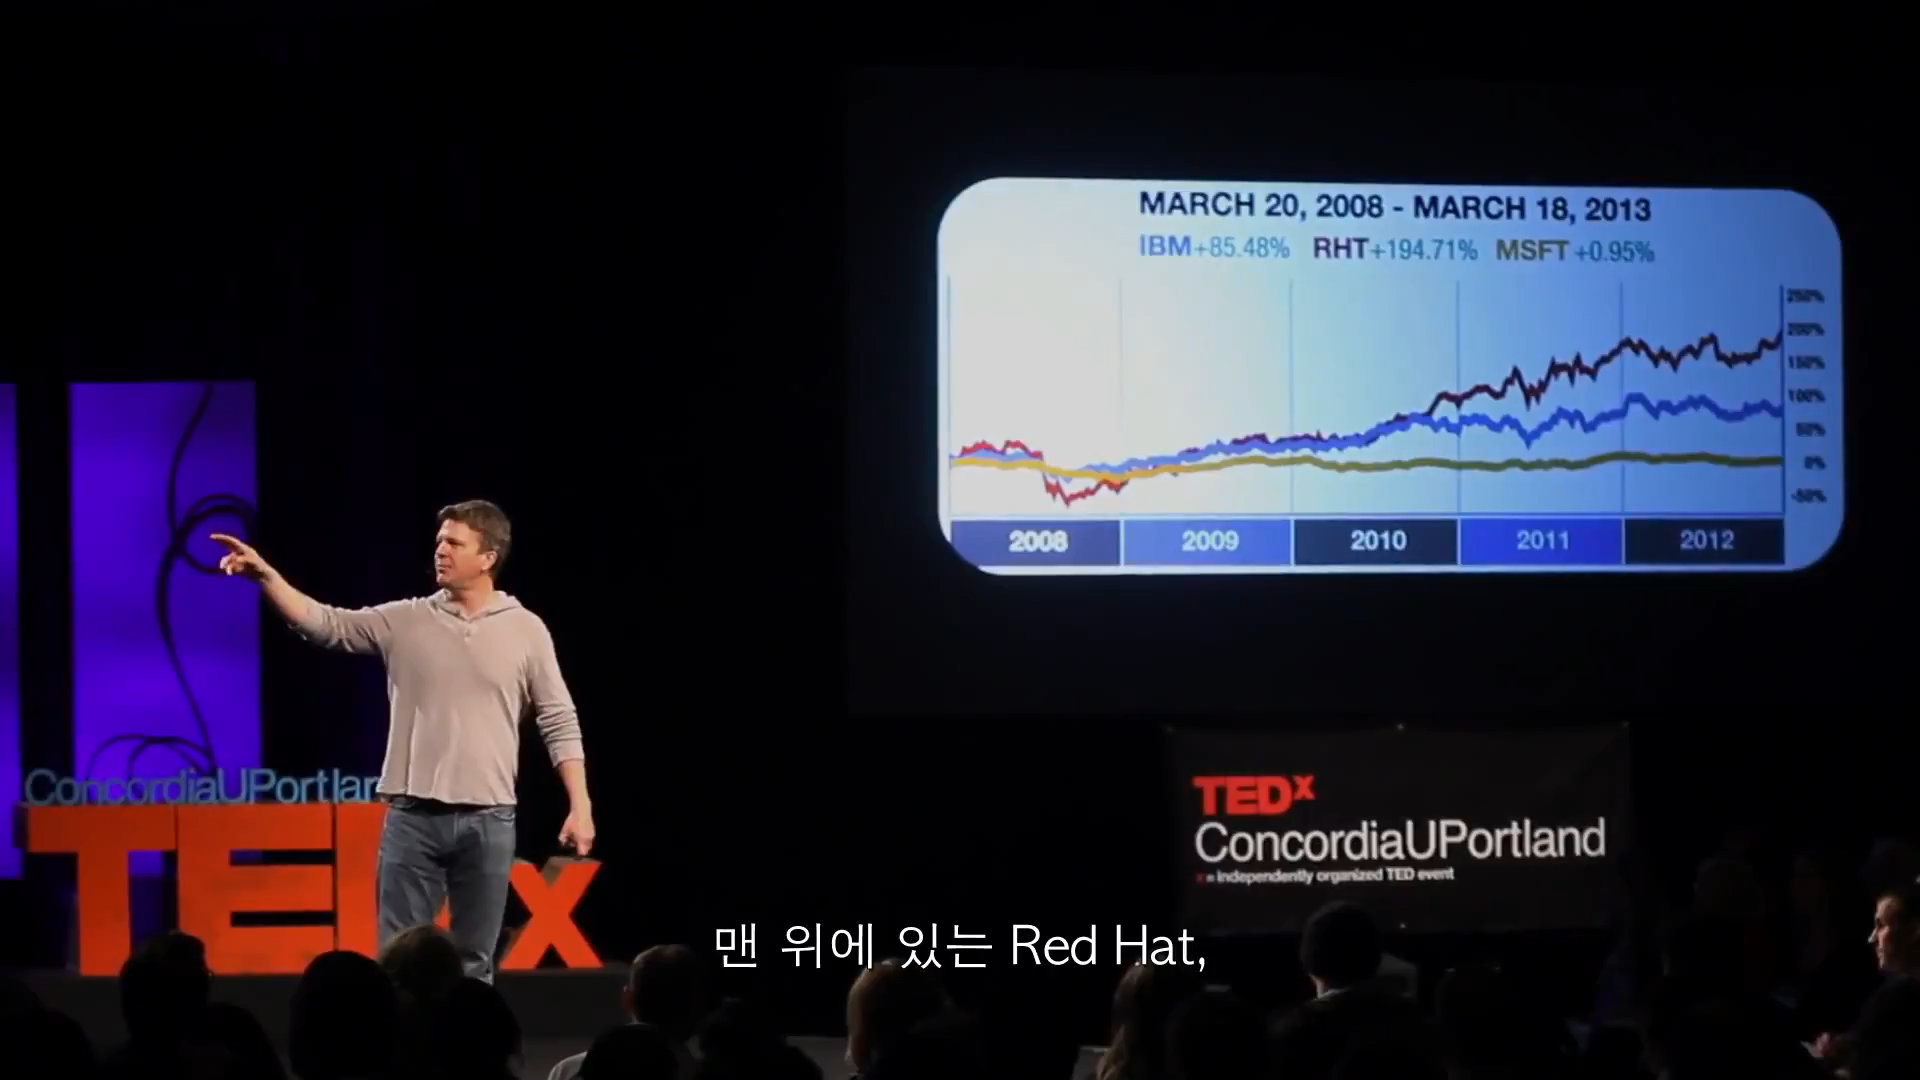 MARCH 20, 2008 - MARCH 18, 2013
IBM+85.48% RHT+194.71% MSFT +0.95%
250%
200%
150%
100%
50%
0%
-50%
2008 2009 2010 2011 2012
ConcordiaUPortlan
TEDx
TEDx
ConcordiaUPortland
x = independently organized TED event
맨 위에 있는 Red Hat,